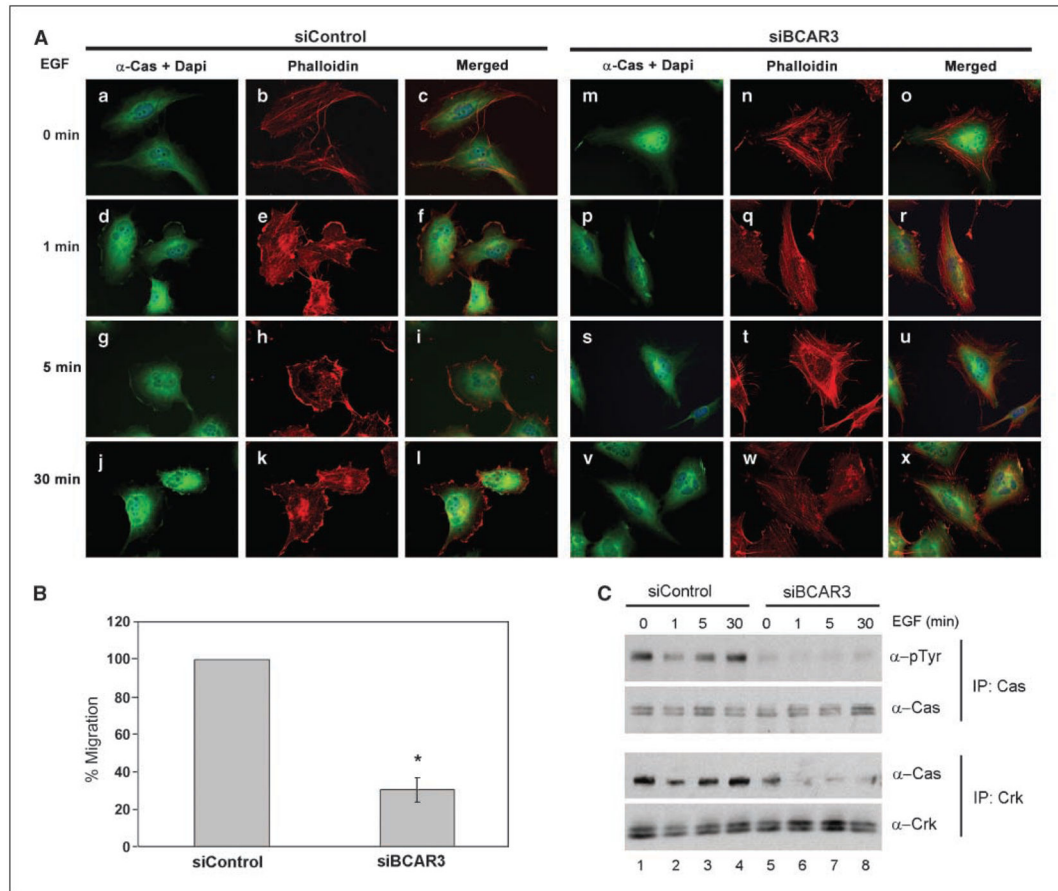 A
siControl
siBCAR3
EGF
α-Cas + Dapi
Phalloidin
Merged
α-Cas + Dapi
Phalloidin
Merged
0 min
a
b
c
m
n
o
1 min
d
e
f
p
q
r
5 min
g
h
i
s
t
u
30 min
j
k
l
v
w
x
B
% Migration
120
100
80
60
40
20
0
*
siControl
siBCAR3
C
siControl
siBCAR3
0 1 5 30 0 1 5 30 EGF (min)
α–pTyr
α–Cas
IP: Cas
α–Cas
α–Crk
IP: Crk
1 2 3 4 5 6 7 8